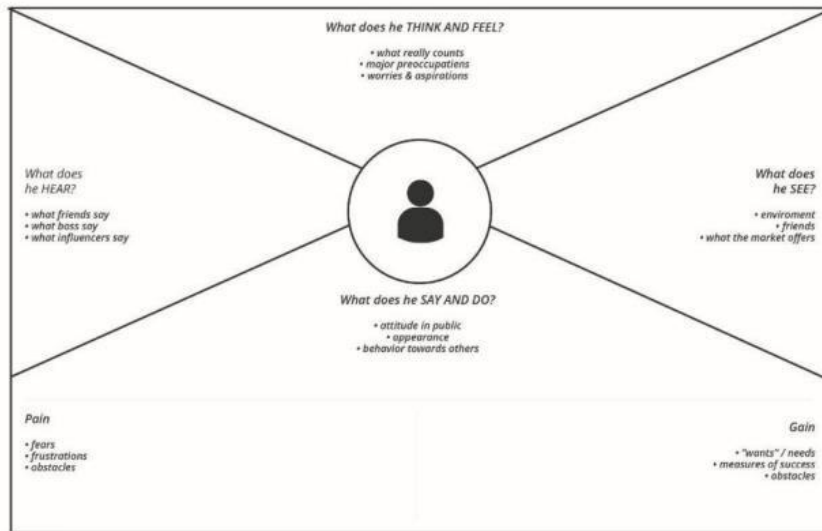 What does he THINK AND FEEL?
• what really counts
• major preoccupatiens
• worries & aspirations
What does
he HEAR?
• what friends say
• what boss say
• what influencers say
What does
he SEE?
• enviroment
• friends
• what the market offers
What does he SAY AND DO?
• attitude in public
• appearance
• behavior towards others
Pain
• fears
• frustrations
• obstacles
Gain
• "wants" / needs
• measures of success
• obstacles